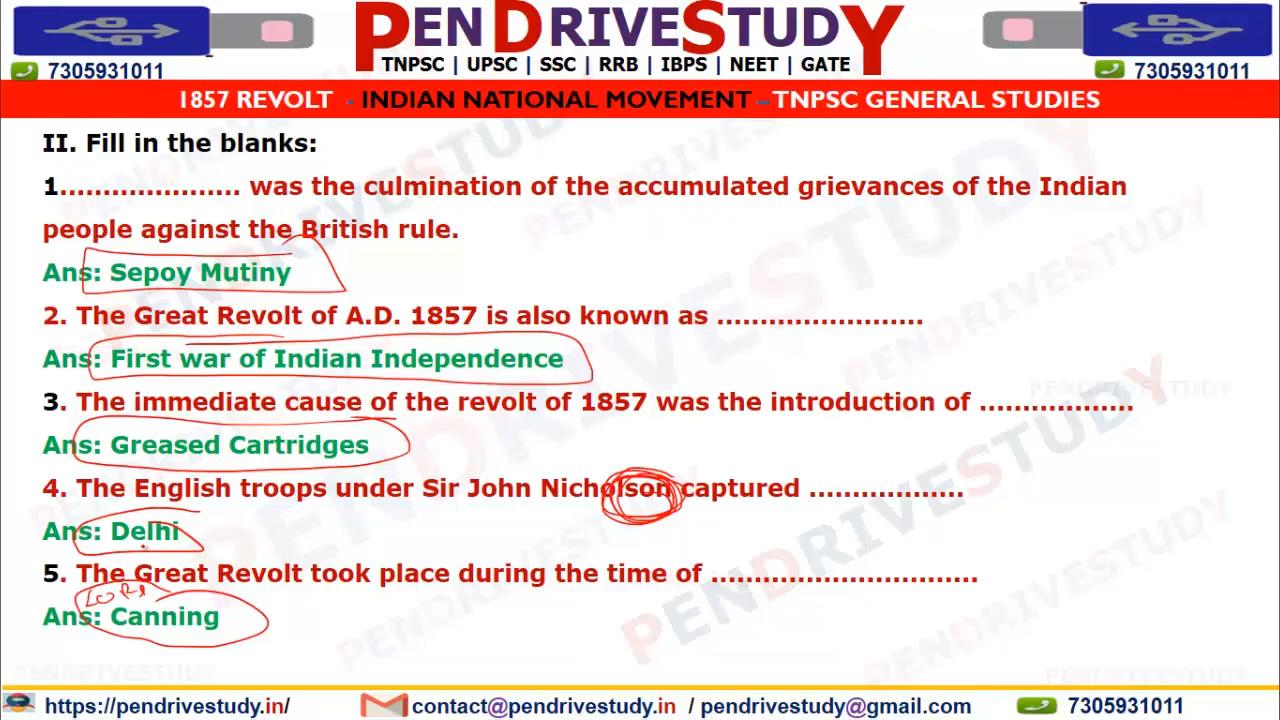 PENDRIVESTUDY
TNPSC | UPSC | SSC | RRB | IBPS | NEET | GATE
7305931011
7305931011
1857 REVOLT - INDIAN NATIONAL MOVEMENT – TNPSC GENERAL STUDIES
II. Fill in the blanks:
1..................... was the culmination of the accumulated grievances of the Indian
people against the British rule.
Ans: Sepoy Mutiny
2. The Great Revolt of A.D. 1857 is also known as ........................
Ans: First war of Indian Independence
3. The immediate cause of the revolt of 1857 was the introduction of ..................
Ans: Greased Cartridges
4. The English troops under Sir John Nicholson captured ..................
Ans: Delhi
5. The Great Revolt took place during the time of ...............................
Ans: Canning
PENDRIVESTUDY
https://pendrivestudy.in/
contact@pendrivestudy.in / pendrivestudy@gmail.com
7305931011